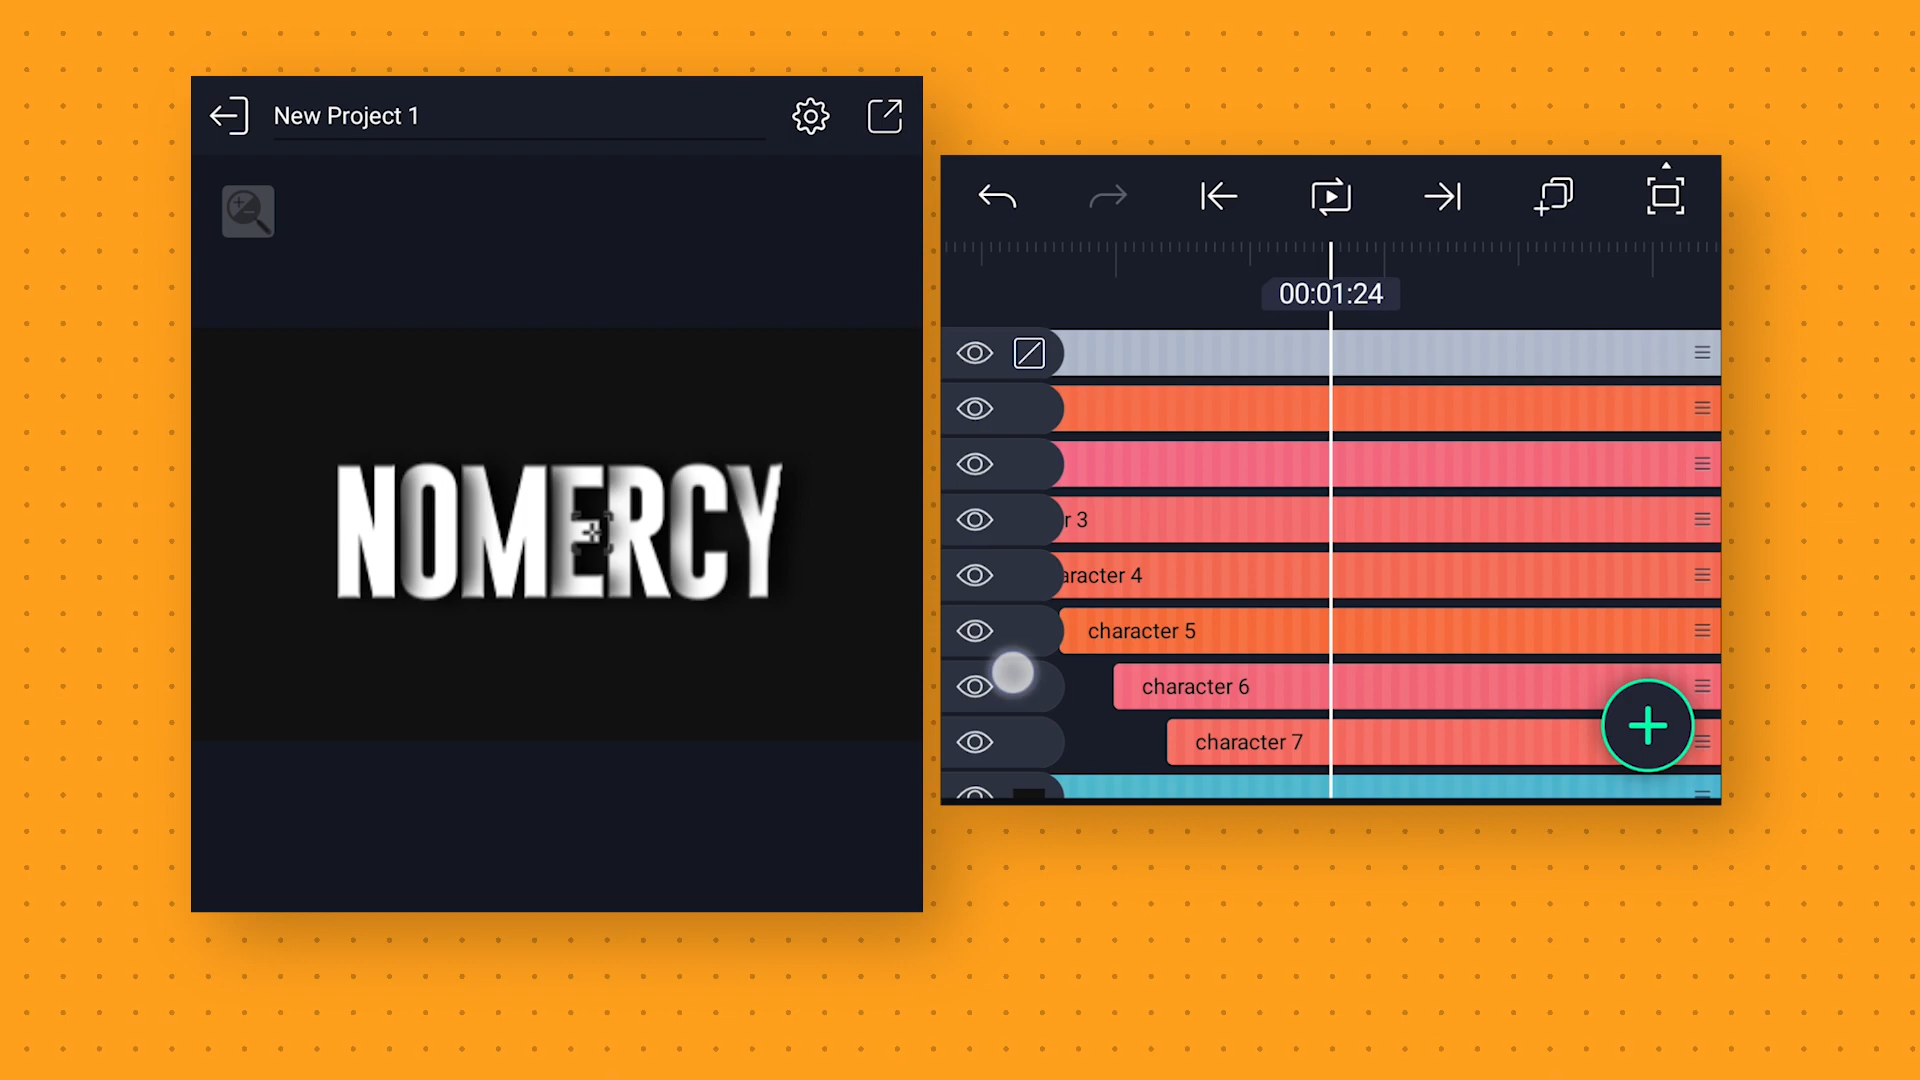 New Project 1
NOMERCY
00:01:24
r 3
aracter 4
character 5
character 6
character 7